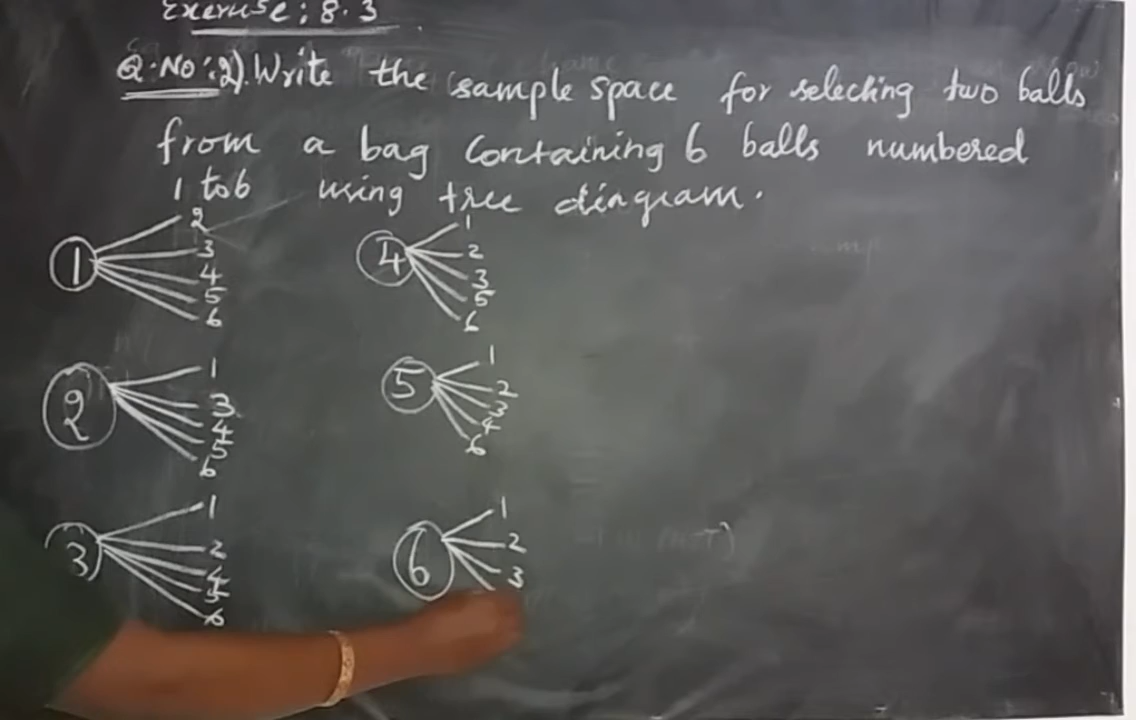 Exercise: 8.3
Q.No:2). Write the sample space for selecting two balls
from a bag containing 6 balls numbered
1 to 6 using tree diagram.
1 2 3 4 5 6
2 1 3 4 5 6
3 1 2 4 5 6
4 1 2 3 5 6
5 1 2 3 4 6
6 1 2 3